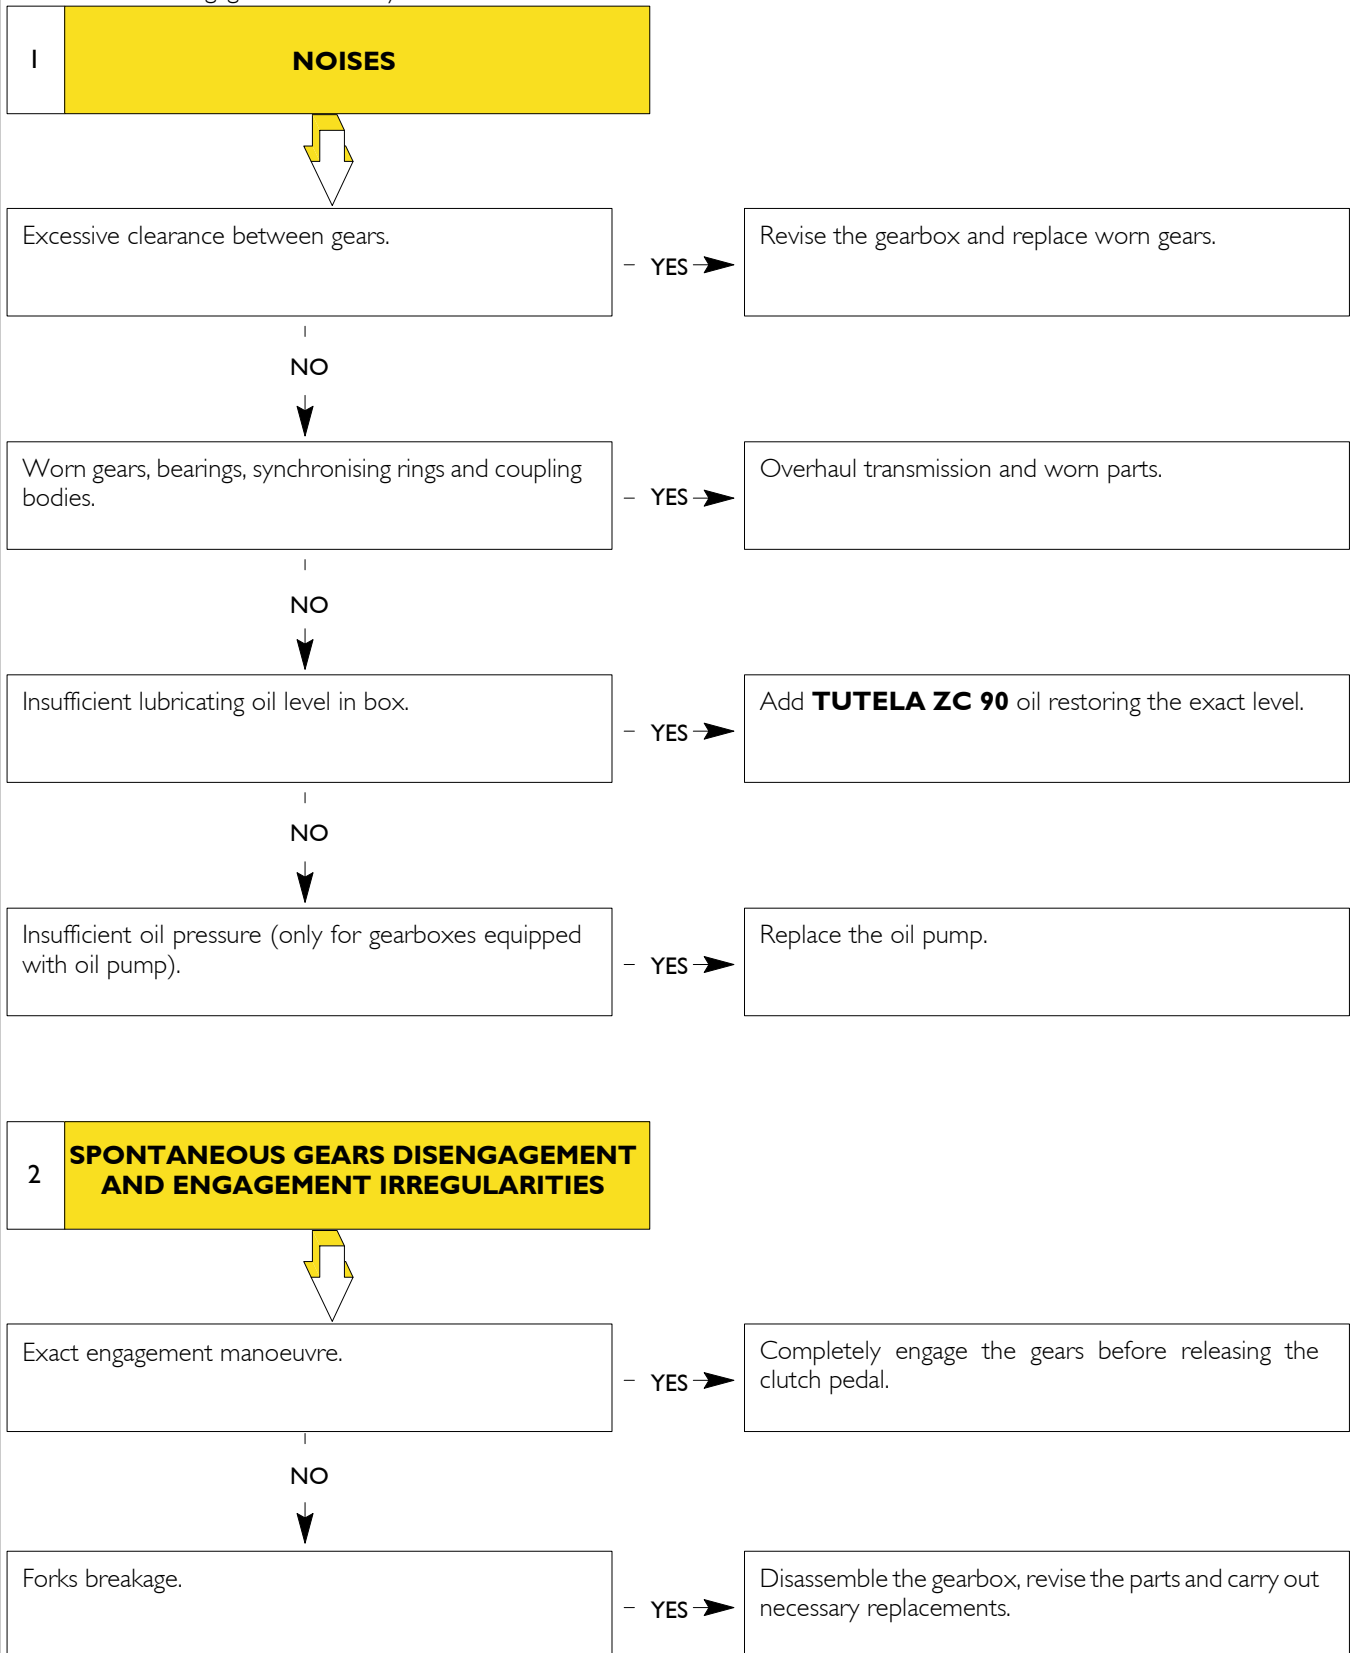 1
NOISES
Excessive clearance between gears.
YES
Revise the gearbox and replace worn gears.
NO
Worn gears, bearings, synchronising rings and coupling
bodies.
YES
Overhaul transmission and worn parts.
NO
Insufficient lubricating oil level in box.
YES
Add TUTELA ZC 90 oil restoring the exact level.
NO
Insufficient oil pressure (only for gearboxes equipped
with oil pump).
YES
Replace the oil pump.
2
SPONTANEOUS GEARS DISENGAGEMENT
AND ENGAGEMENT IRREGULARITIES
Exact engagement manoeuvre.
YES
Completely engage the gears before releasing the
clutch pedal.
NO
Forks breakage.
YES
Disassemble the gearbox, revise the parts and carry out
necessary replacements.